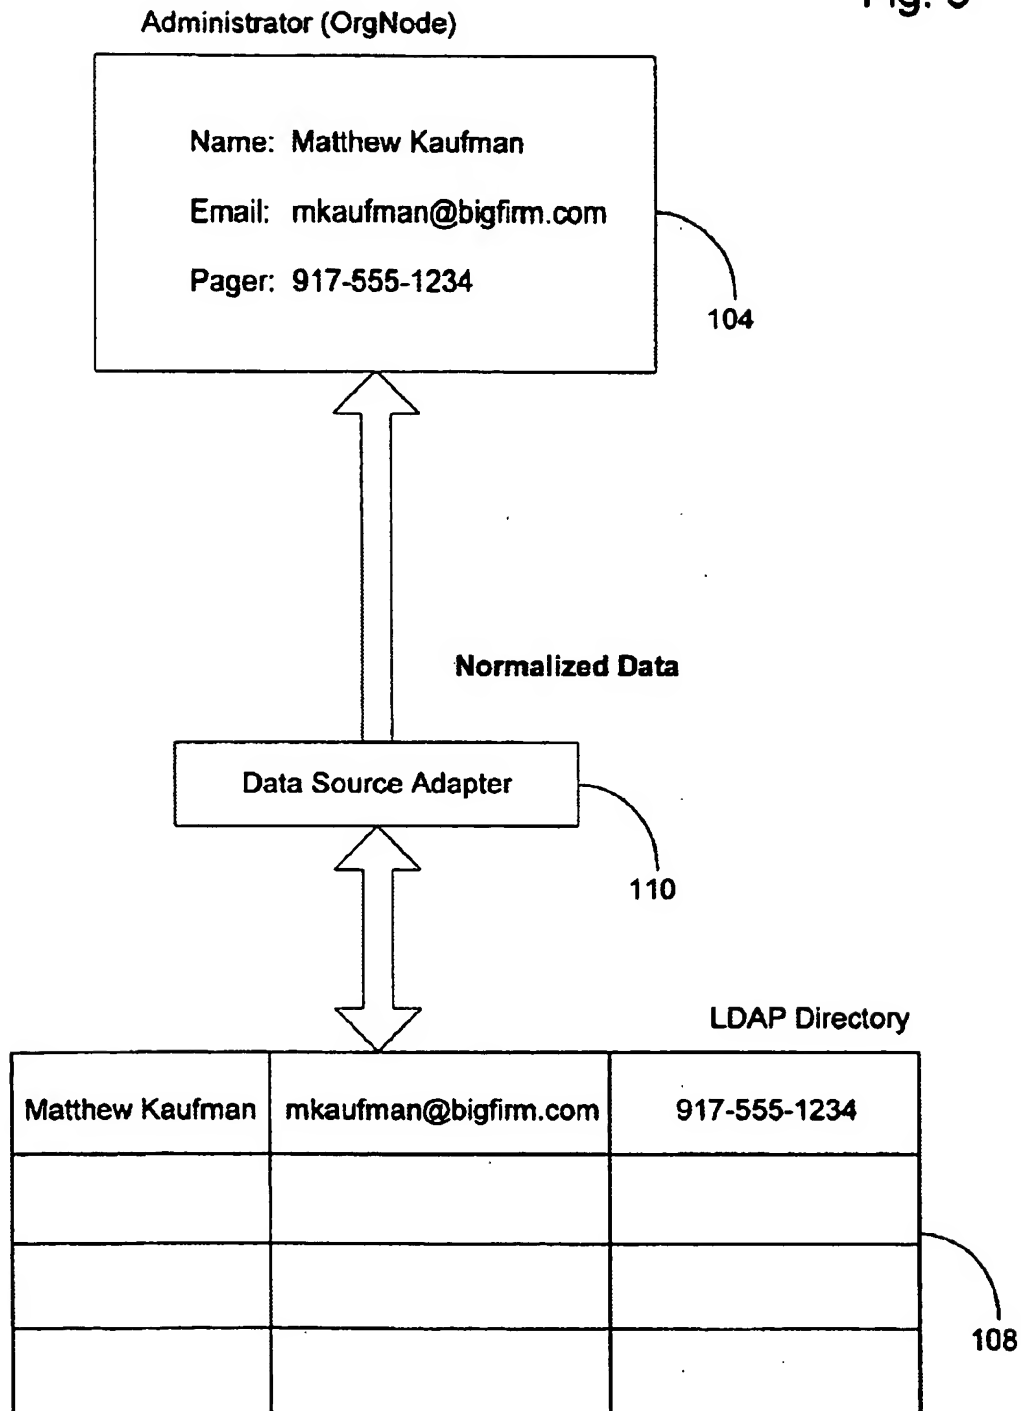 Administrator (OrgNode)
Name: Matthew Kaufman
Email: mkaufman@bigfirm.com
Pager: 917-555-1234
104
Normalized Data
Data Source Adapter
110
LDAP Directory
Matthew Kaufman mkaufman@bigfirm.com 917-555-1234
108